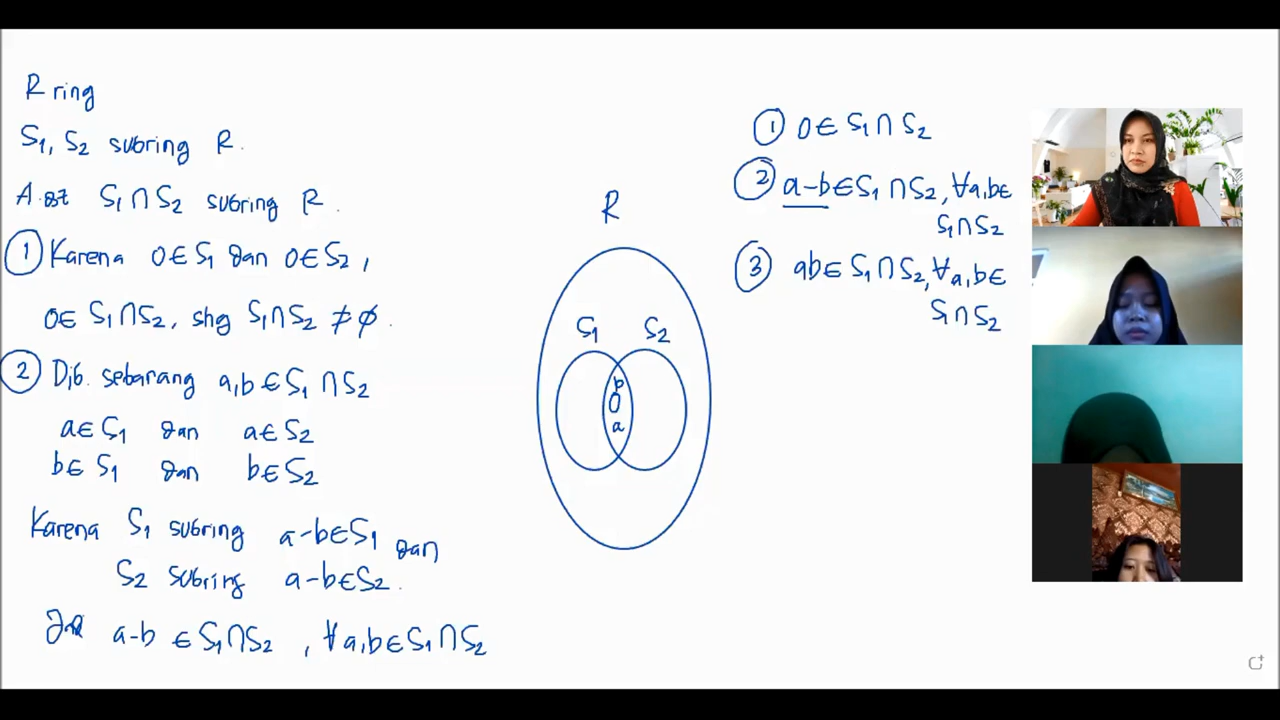 R ring
S₁, S₂ subring R.
A. dt S₁ ∩ S₂ subring R.
① Karena 0 ∈ S₁ dan 0 ∈ S₂,
0 ∈ S₁ ∩ S₂, shg S₁ ∩ S₂ ≠ ∅.
② Dib. sebarang a, b ∈ S₁ ∩ S₂
a ∈ S₁ dan a ∈ S₂
b ∈ S₁ dan b ∈ S₂
Karena S₁ subring a-b ∈ S₁ dan
S₂ subring a-b ∈ S₂.
a-b ∈ S₁ ∩ S₂, ∀ a, b ∈ S₁ ∩ S₂
R
S₁ S₂
b
0
a
① 0 ∈ S₁ ∩ S₂
② a-b ∈ S₁ ∩ S₂, ∀ a, b ∈
S₁ ∩ S₂
③ ab ∈ S₁ ∩ S₂, ∀ a, b ∈
S₁ ∩ S₂